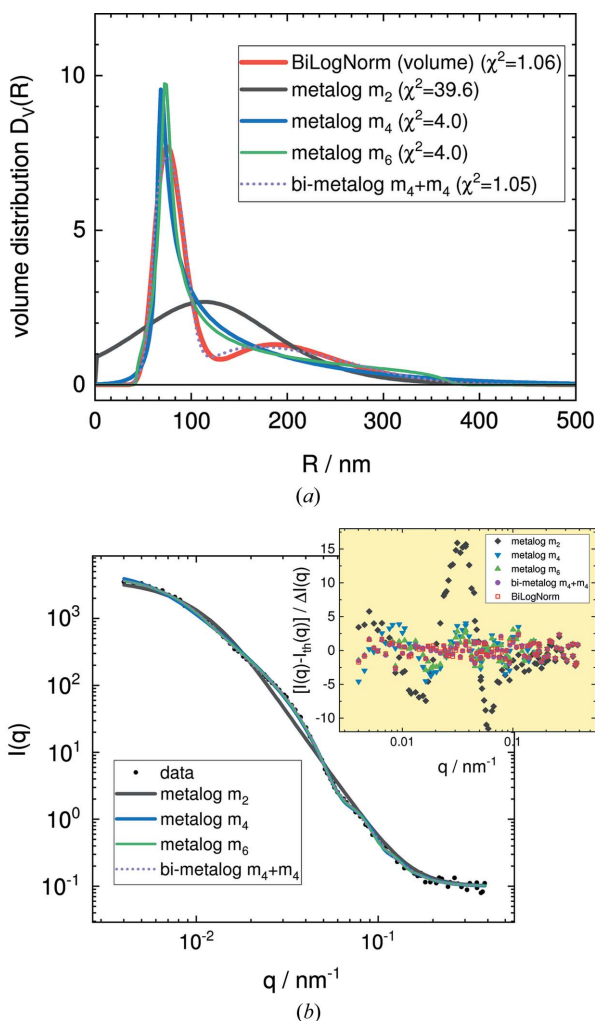 volume distribution D_V(R)
10
5
0
BiLogNorm (volume) (χ²=1.06)
metalog m₂ (χ²=39.6)
metalog m₄ (χ²=4.0)
metalog m₆ (χ²=4.0)
bi-metalog m₄+m₄ (χ²=1.05)
0 100 200 300 400 500
R / nm
(a)
I(q)
10³
10²
10¹
10⁰
10⁻¹
data
metalog m₂
metalog m₄
metalog m₆
bi-metalog m₄+m₄
10⁻² 10⁻¹
q / nm⁻¹
[I(q)-I_th(q)] / ΔI(q)
15
10
5
0
-5
-10
metalog m₂
metalog m₄
metalog m₆
bi-metalog m₄+m₄
BiLogNorm
0.01 0.1
q / nm⁻¹
(b)